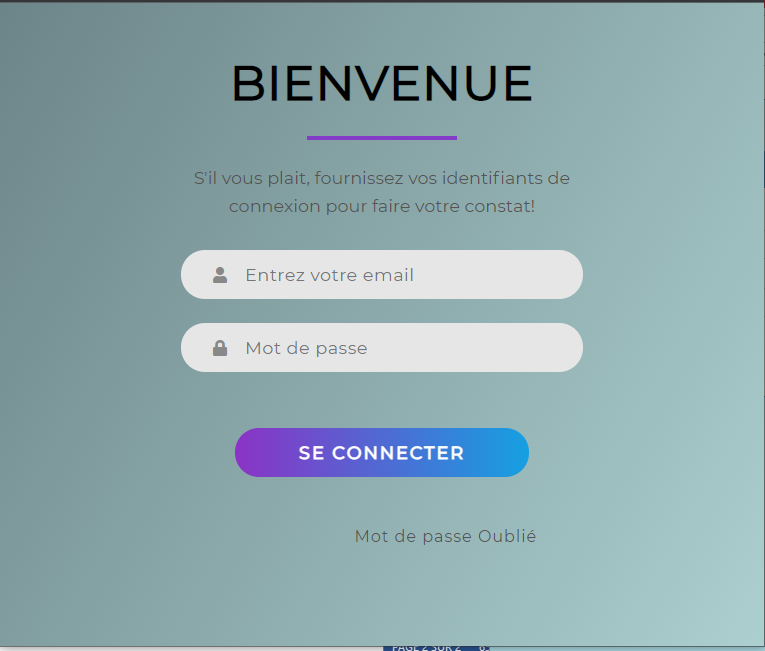 BIENVENUE
S'il vous plait, fournissez vos identifiants de
connexion pour faire votre constat!
Entrez votre email
Mot de passe
SE CONNECTER
Mot de passe Oublié
PAGE 2 SUR 2